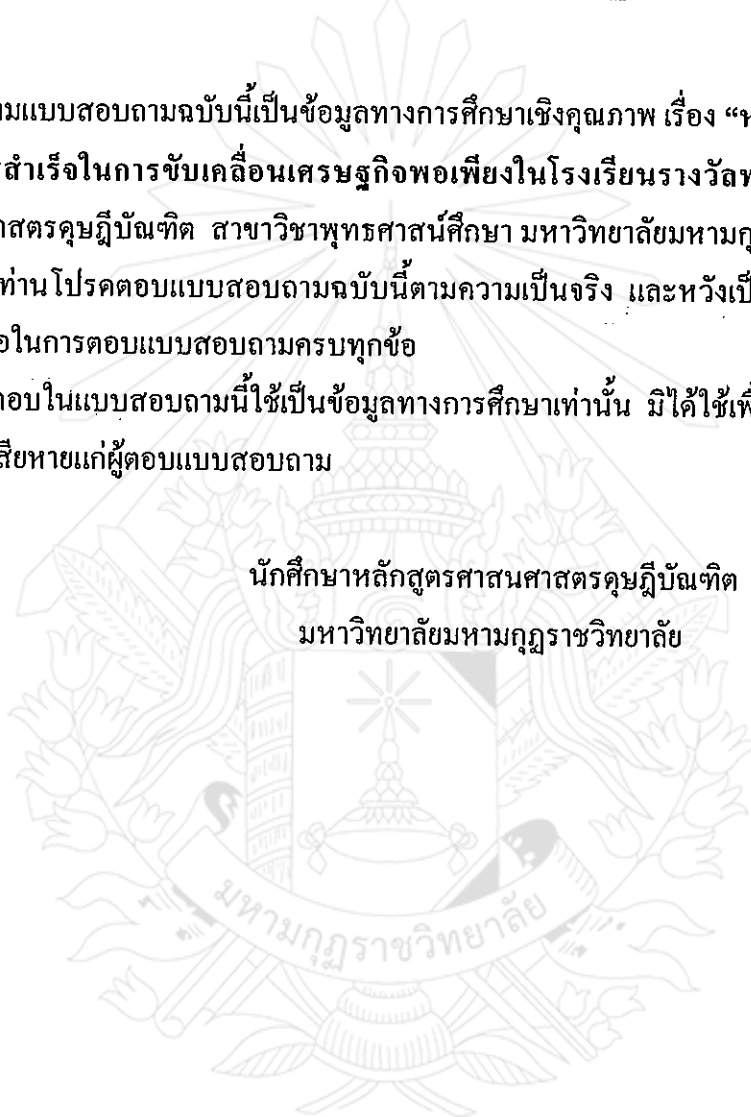 ามแบบสอบถามฉบับนี้เป็นข้อมูลทางการศึกษาเชิงคุณภาพ เรื่อง “ห
รสำเร็จในการขับเคลื่อนเศรษฐกิจพอเพียงในโรงเรียนรางวัลพ
าสตรดุษฎีบัณฑิต สาขาวิชาพุทธศาสน์ศึกษา มหาวิทยาลัยมหามกุ
ท่านโปรดตอบแบบสอบถามฉบับนี้ตามความเป็นจริง และหวังเป็
อในการตอบแบบสอบถามครบทุกข้อ
ตอบในแบบสอบถามนี้ใช้เป็นข้อมูลทางการศึกษาเท่านั้น มิได้ใช้เพื
สียหายแก่ผู้ตอบแบบสอบถาม
นักศึกษาหลักสูตรศาสนศาสตรดุษฎีบัณฑิต
มหาวิทยาลัยมหามกุฏราชวิทยาลัย
มหามกุฏราชวิทยาลัย